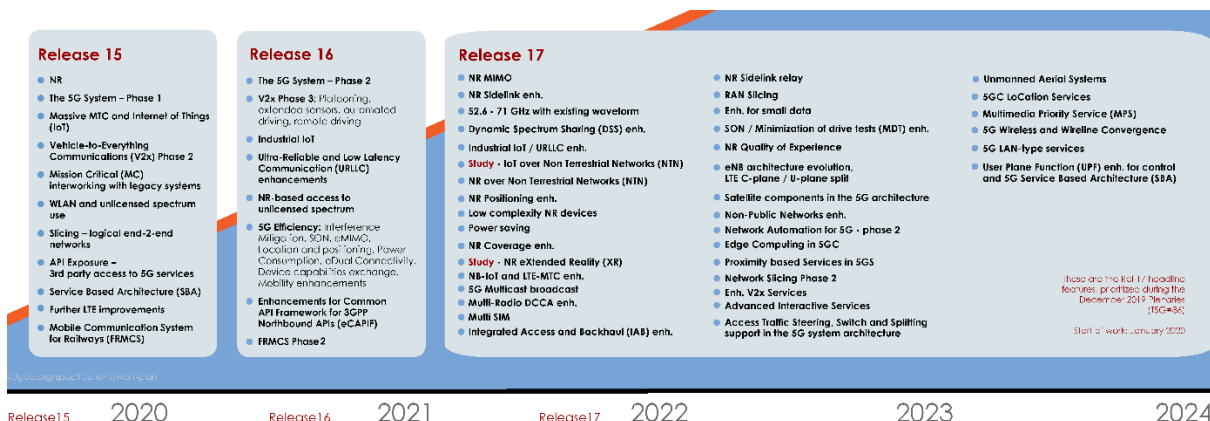 Release 15
NR
The 5G System – Phase 1
Massive MTC and Internet of Things
(IoT)
Vehicle-to-Everything
Communications (V2x) Phase 2
Mission Critical (MC)
interworking with legacy systems
WLAN and unlicensed spectrum
use
Slicing – logical end-2-end
networks
API Exposure –
3rd party access to 5G services
Service Based Architecture (SBA)
Further LTE improvements
Mobile Communication System
for Railways (FRMCS)
Release 16
The 5G System – Phase 2
V2x Phase 3: Platooning,
extended sensors, automated
driving, remote driving
Industrial IoT
Ultra-Reliable and Low Latency
Communication (URLLC)
enhancements
NR-based access to
unlicensed spectrum
5G Efficiency: Interference
Mitigation, SON, eMIMO,
Location and positioning, Power
Consumption, eDual Connectivity,
Device capabilities exchange,
Mobility enhancements
Enhancements for Common
API Framework for 3GPP
Northbound APIs (eCAPIF)
FRMCS Phase 2
Release 17
NR MIMO
NR Sidelink enh.
52.6 - 71 GHz with existing waveform
Dynamic Spectrum Sharing (DSS) enh.
Industrial IoT / URLLC enh.
Study - IoT over Non Terrestrial Networks (NTN)
NR over Non Terrestrial Networks (NTN)
NR Positioning enh.
Low complexity NR devices
Power saving
NR Coverage enh.
Study - NR eXtended Reality (XR)
NB-IoT and LTE-MTC enh.
5G Multicast broadcast
Multi-Radio DCCA enh.
Multi SIM
Integrated Access and Backhaul (IAB) enh.
NR Sidelink relay
RAN Slicing
Enh. for small data
SON / Minimization of drive tests (MDT) enh.
NR Quality of Experience
eNB architecture evolution,
LTE C-plane / U-plane split
Satellite components in the 5G architecture
Non-Public Networks enh.
Network Automation for 5G - phase 2
Edge Computing in 5GC
Proximity based Services in 5GS
Network Slicing Phase 2
Enh. V2x Services
Advanced Interactive Services
Access Traffic Steering, Switch and Splitting
support in the 5G system architecture
Unmanned Aerial Systems
5GC LoCation Services
Multimedia Priority Service (MPS)
5G Wireless and Wireline Convergence
5G LAN-type services
User Plane Function (UPF) enh. for control
and 5G Service Based Architecture (SBA)
These are the Rel-17 headline
features, prioritized during the
December 2019 Plenaries
(TSG#86)
Start of work: January 2020
Release15
2020
Release16
2021
Release17
2022
2023
2024